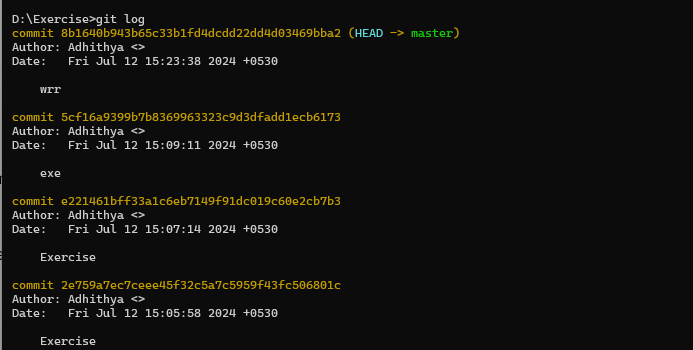 D:\Exercise>git log
commit 8b1640b943b65c33b1fd4dcdd22dd4d03469bba2 (HEAD -> master)
Author: Adhithya <>
Date:   Fri Jul 12 15:23:38 2024 +0530
wrr
commit 5cf16a9399b7b8369963323c9d3dfadd1ecb6173
Author: Adhithya <>
Date:   Fri Jul 12 15:09:11 2024 +0530
exe
commit e221461bff33a1c6eb7149f91dc019c60e2cb7b3
Author: Adhithya <>
Date:   Fri Jul 12 15:07:14 2024 +0530
Exercise
commit 2e759a7ec7ceee45f32c5a7c5959f43fc506801c
Author: Adhithya <>
Date:   Fri Jul 12 15:05:58 2024 +0530
Exercise